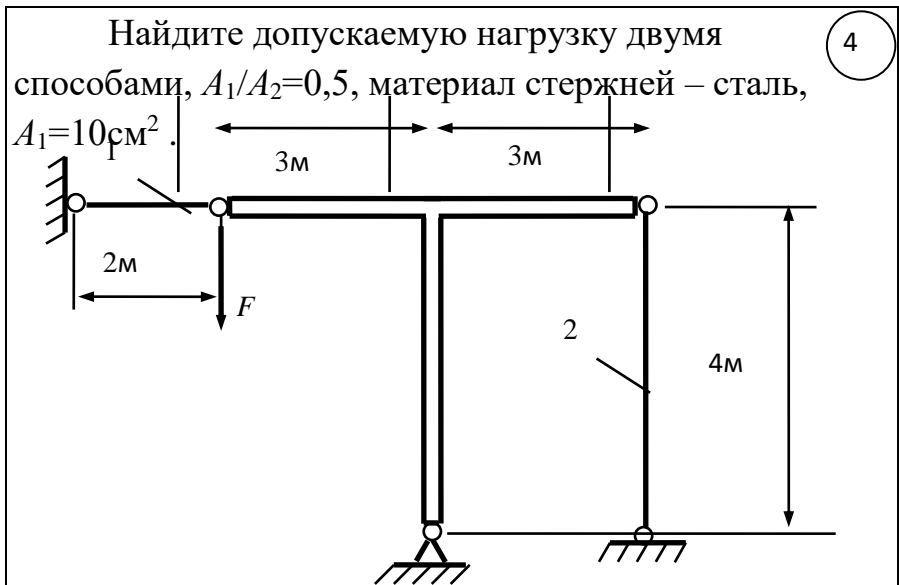 Найдите допускаемую нагрузку двумя
4
способами, A1/A2=0,5, материал стержней – сталь,
A1=10см2 .
1
3м
3м
2м
F
2
4м